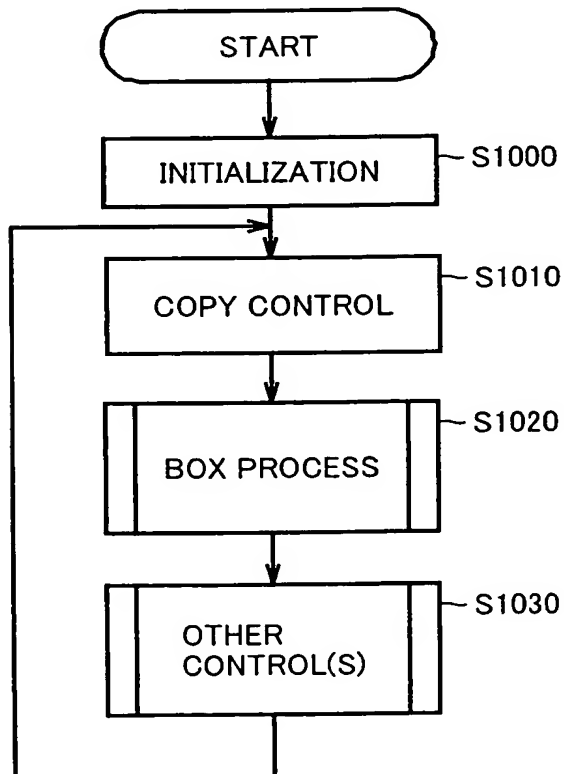 START
INITIALIZATION
S1000
COPY CONTROL
S1010
BOX PROCESS
S1020
OTHER
CONTROL(S)
S1030